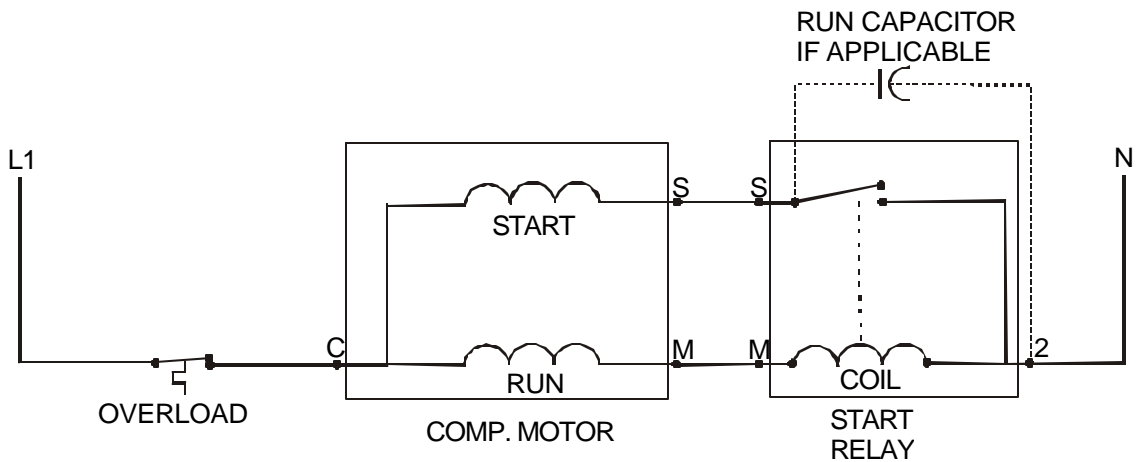 RUN CAPACITOR
IF APPLICABLE
L1
N
S
S
START
C
M
M
2
RUN
COIL
OVERLOAD
COMP. MOTOR
START
RELAY